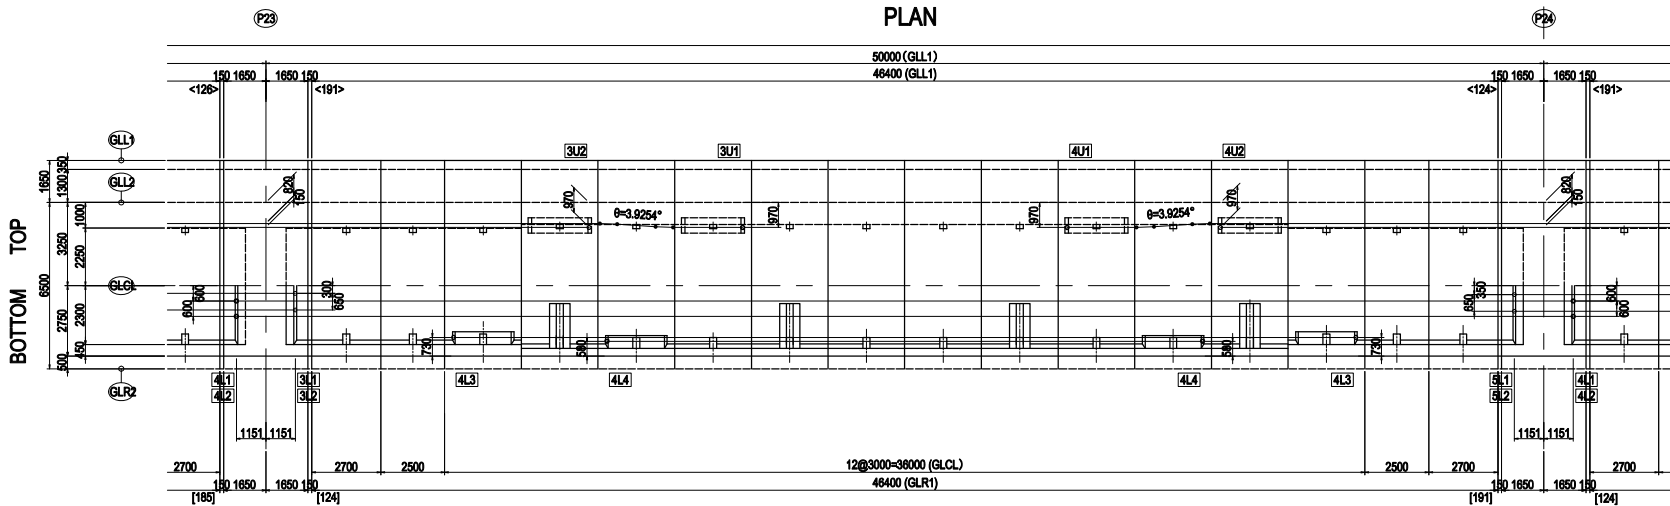 PLAN
P23
P24
50000 (GLL1)
150 1650 1650 150 46400 (GLL1) 150 1650 1650 150
<126> <191> <124> <191>
GLL1
3U2 3U1 4U1 4U2
350
1650
1300
GLL2
820
150
970
970
θ=3.9254°
970
θ=3.9254°
970
820
150
1000
TOP
3250
2250
6500
GLCL
600
600
300
650
350
650
600
600
BOTTOM
2750
2300
450
730
580
580
730
500
GLR2
4L1 3L1 4L3 4L4 4L4 4L3 5L1 4L1
4L2 3L2 5L2 4L2
1151 1151 1151 1151
2700 2700 2500 12@3000=36000 (GLCL) 2500 2700 2700
150 1650 1650 150 46400 (GLR1) 150 1650 1650 150
[185] [124] [191] [124]